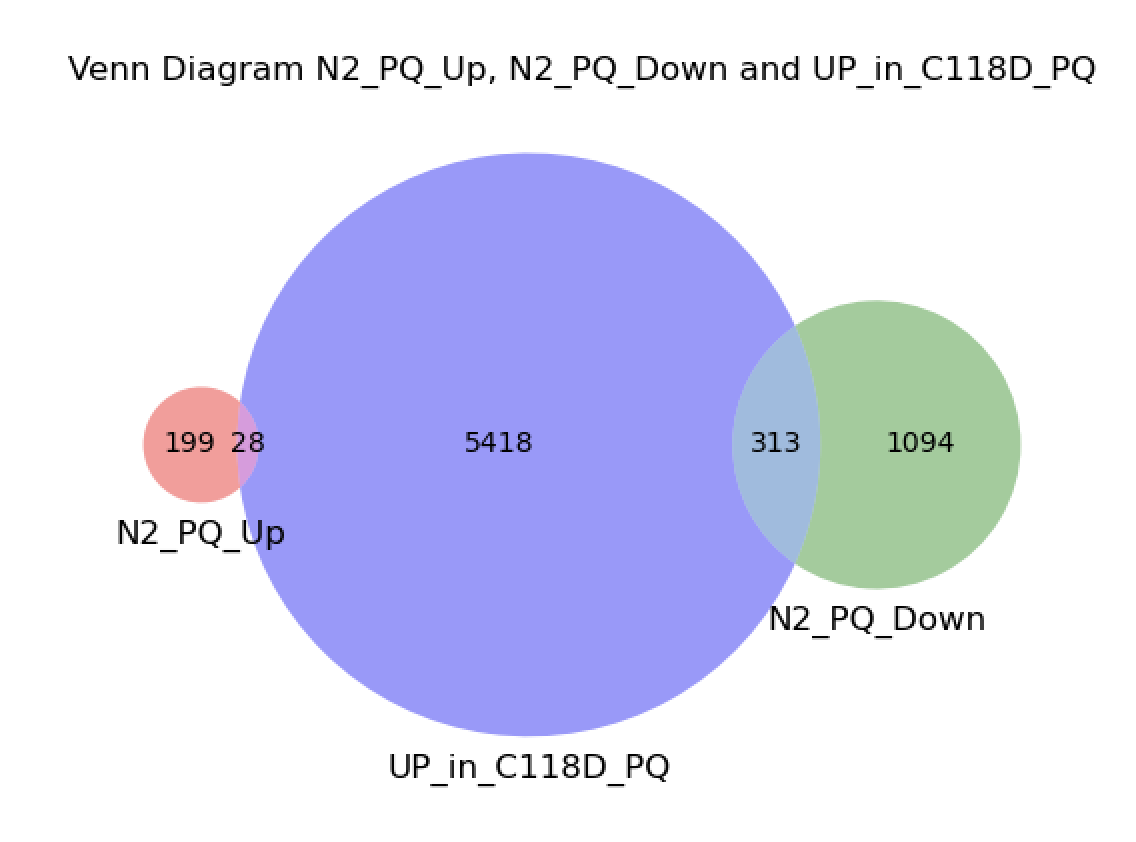 Venn Diagram N2_PQ_Up, N2_PQ_Down and UP_in_C118D_PQ
199 28 5418 313 1094
N2_PQ_Up
N2_PQ_Down
UP_in_C118D_PQ